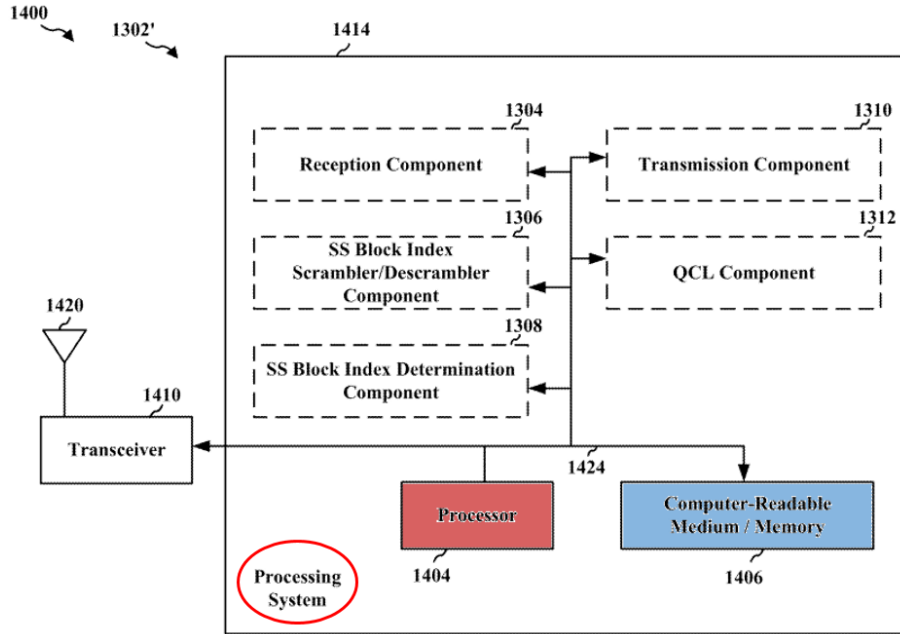 1400
1302'
1414
1304
1310
Reception Component
Transmission Component
1306
1312
SS Block Index
Scrambler/Descrambler
Component
QCL Component
1420
1308
SS Block Index Determination
Component
1410
Transceiver
1424
Processor
Computer-Readable
Medium / Memory
1404
1406
Processing
System